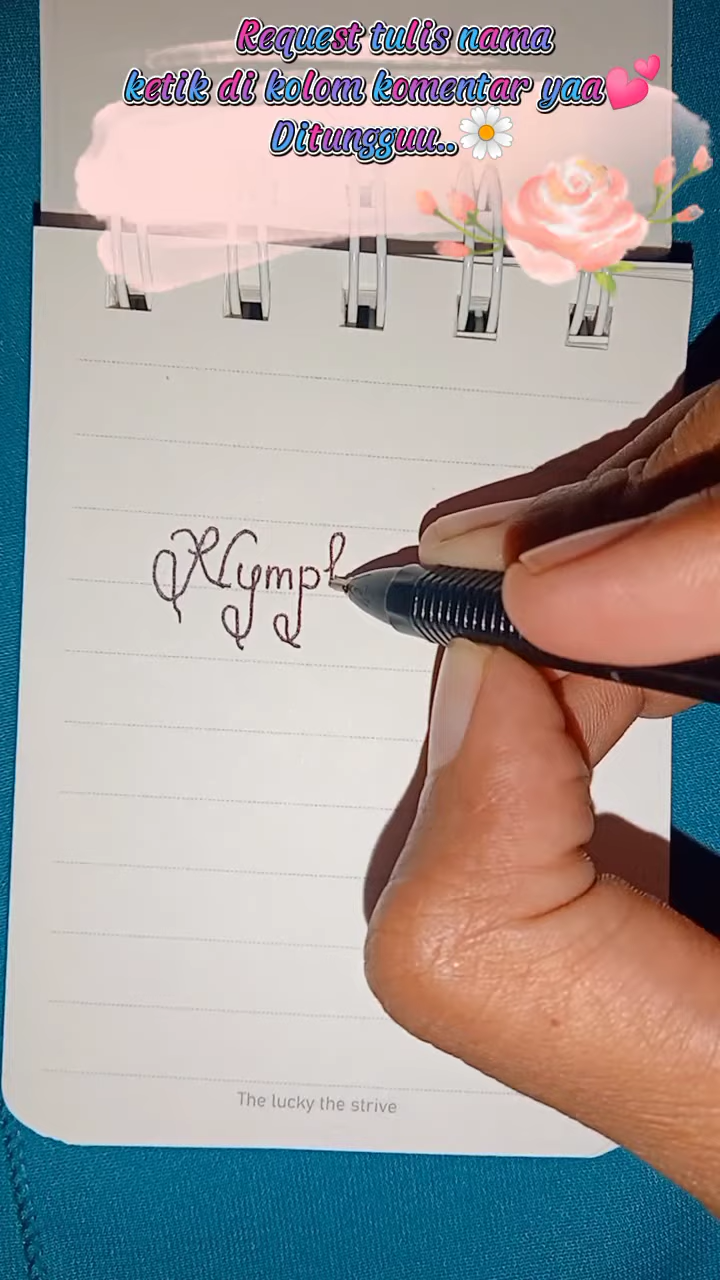 Request tulis nama
ketik di kolom komentar yaa💕
Ditungguu..🌼
Nymph
The lucky the strive